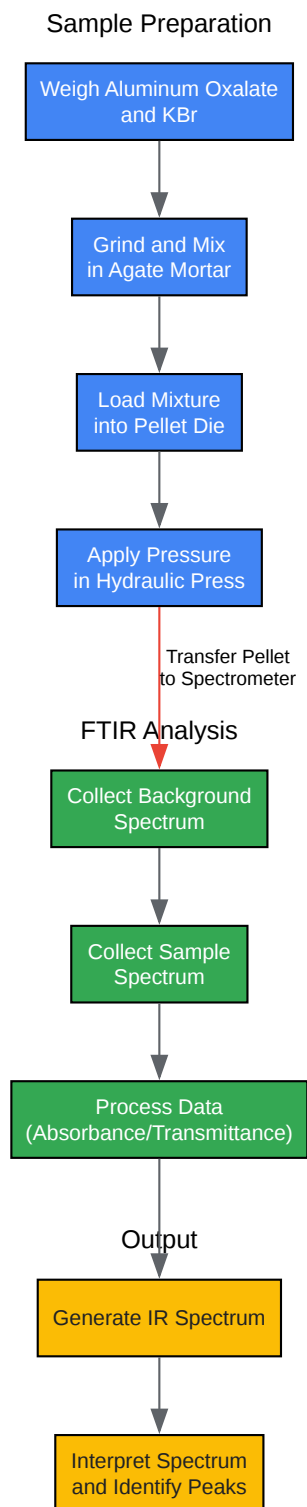 Sample Preparation
Weigh Aluminum Oxalate
and KBr
Grind and Mix
in Agate Mortar
Load Mixture
into Pellet Die
Apply Pressure
in Hydraulic Press
Transfer Pellet
to Spectrometer
FTIR Analysis
Collect Background
Spectrum
Collect Sample
Spectrum
Process Data
(Absorbance/Transmittance)
Output
Generate IR Spectrum
Interpret Spectrum
and Identify Peaks